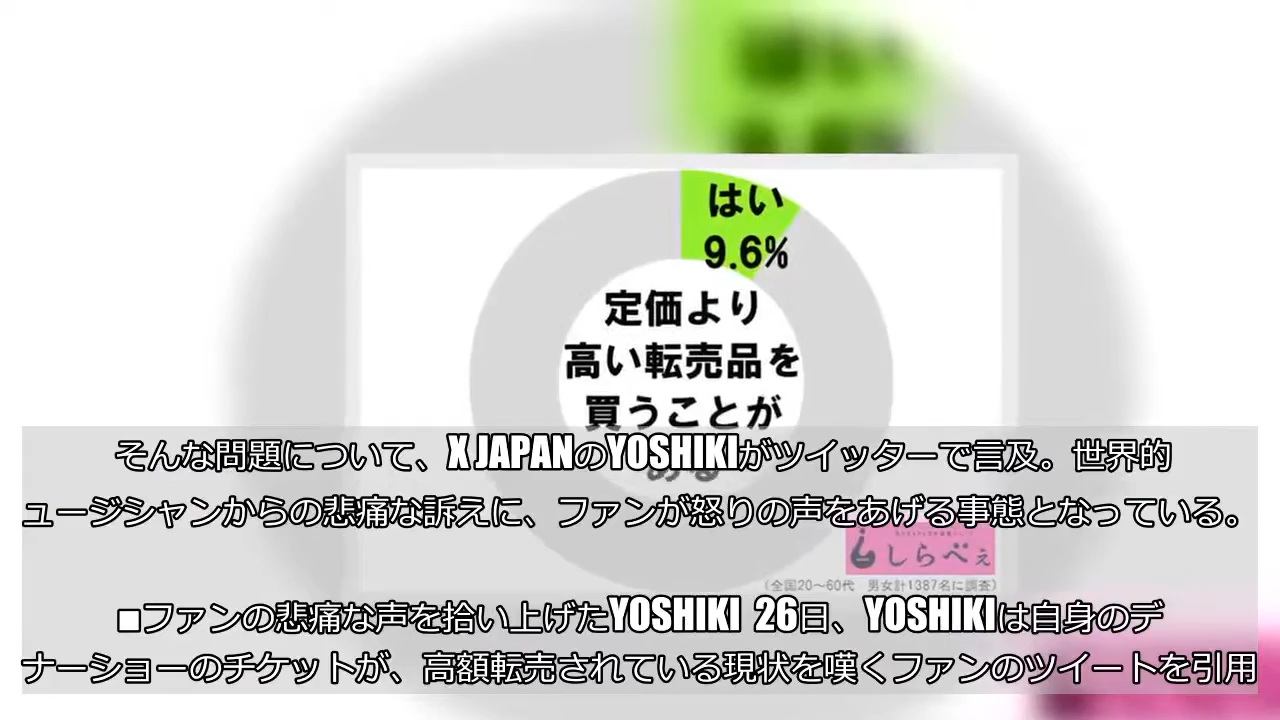 はい
9.6%
定価より
高い転売品を
買うことが
ある
そんな問題について、X JAPANのYOSHIKIがツイッターで言及。世界的
ュージシャンからの悲痛な訴えに、ファンが怒りの声をあげる事態となっている。
しらべぇ
(全国20〜60代 男女計1387名に調査)
■ファンの悲痛な声を拾い上げたYOSHIKI 26日、YOSHIKIは自身のデ
ナーショーのチケットが、高額転売されている現状を嘆くファンのツイートを引用